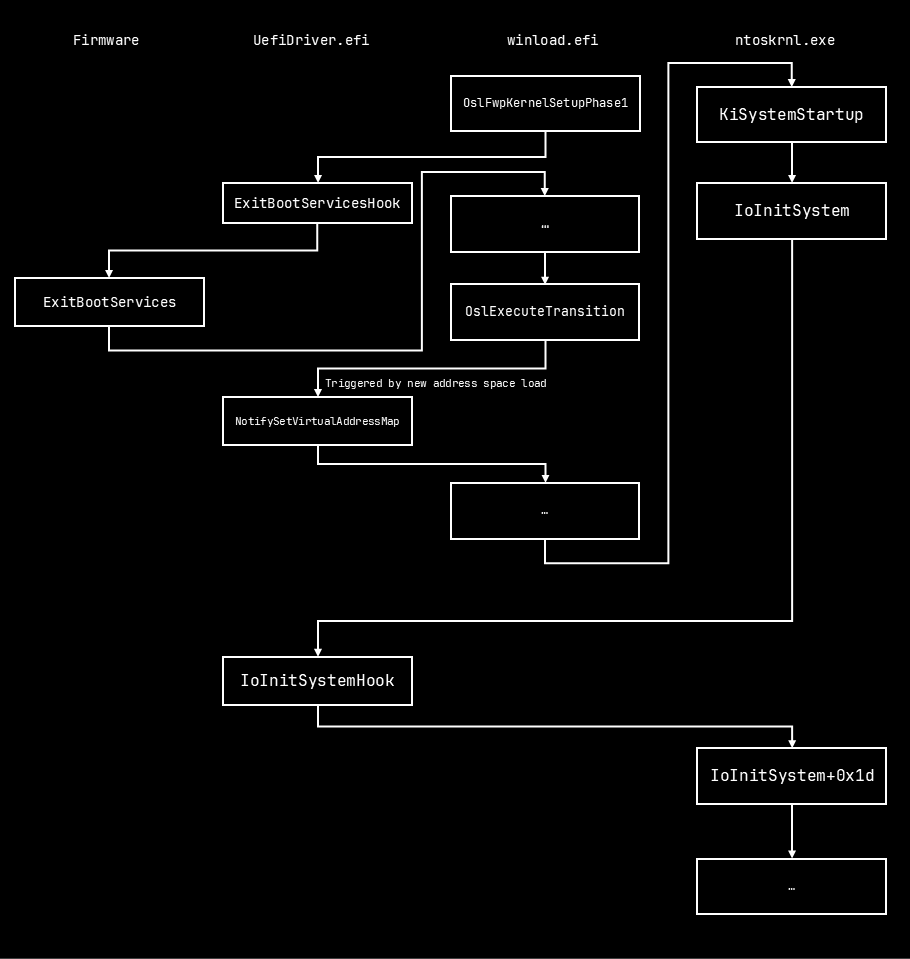 Firmware
UefiDriver.efi
winload.efi
ntoskrnl.exe
OslFwpKernelSetupPhase1
KiSystemStartup
ExitBootServicesHook
IoInitSystem
…
ExitBootServices
OslExecuteTransition
Triggered by new address space load
NotifySetVirtualAddressMap
…
IoInitSystemHook
IoInitSystem+0x1d
…